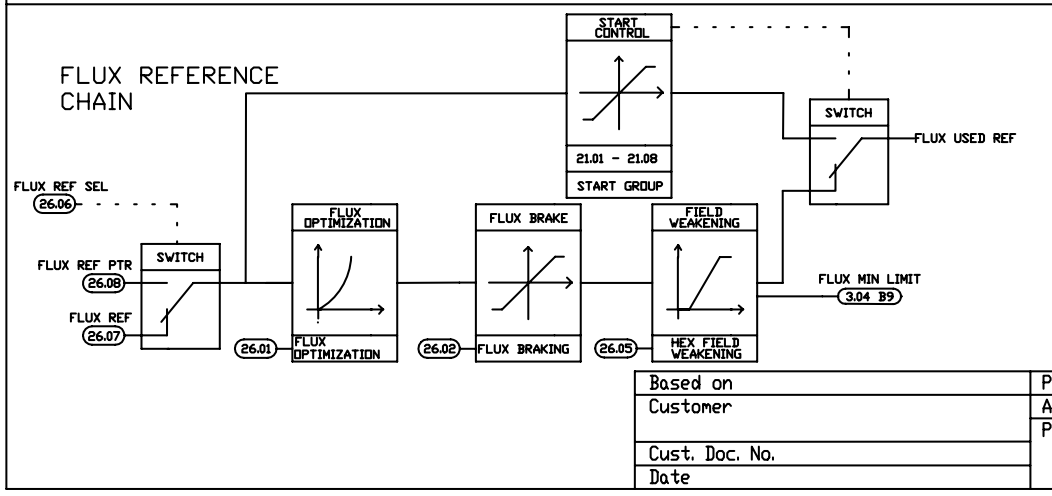 FLUX REFERENCE
CHAIN
START
CONTROL
21.01 - 21.08
START GROUP
SWITCH
FLUX USED REF
FLUX REF SEL
26.06
FLUX REF PTR
26.08
FLUX REF
26.07
SWITCH
FLUX
OPTIMIZATION
26.01
FLUX
OPTIMIZATION
FLUX BRAKE
26.02
FLUX BRAKING
FIELD
WEAKENING
26.05
HEX FIELD
WEAKENING
FLUX MIN LIMIT
3.04 B9
Based on
P
Customer
A
P
Cust. Doc. No.
Date